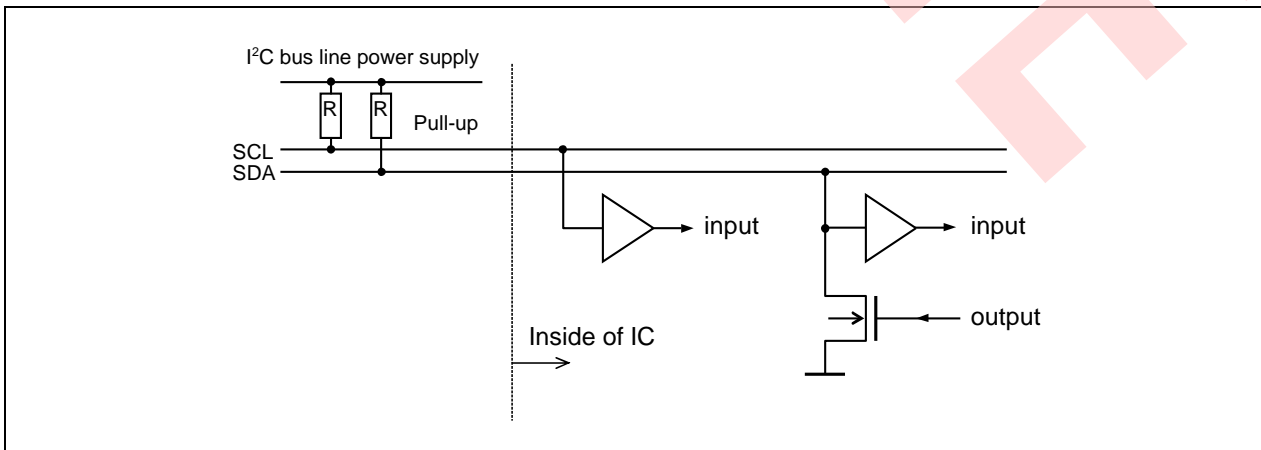 I²C bus line power supply
R R
Pull-up
SCL
SDA
input input
output
Inside of IC